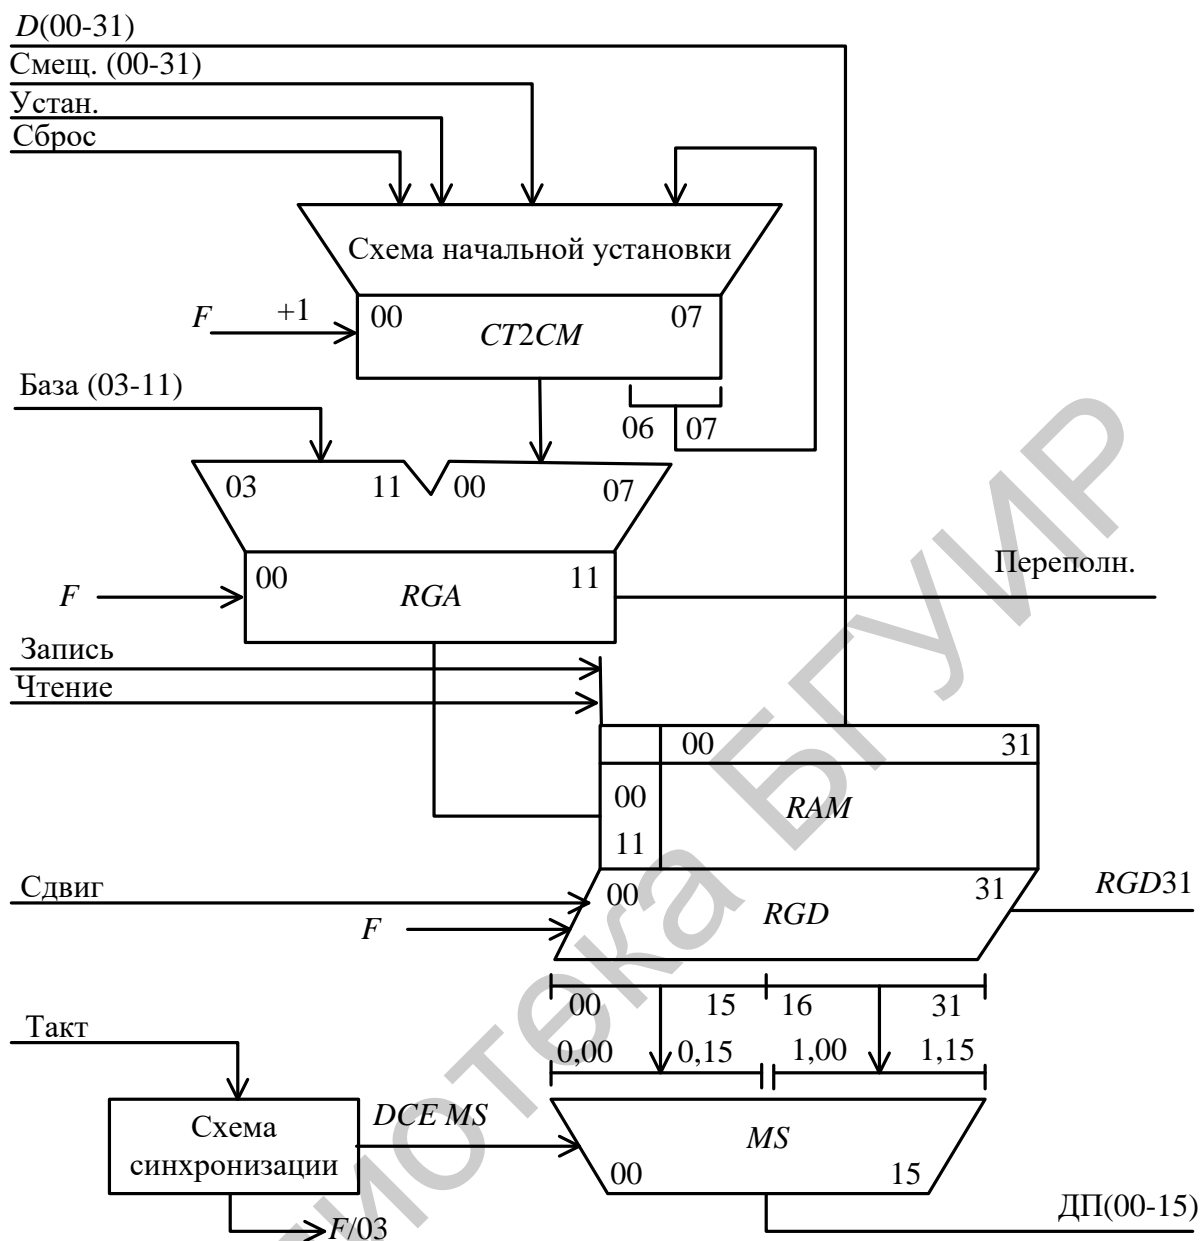 D(00-31)
Смещ. (00-31)
Устан.
Сброс
Схема начальной установки
F +1 00 07
CT2CM
База (03-11)
06 07
03 11 00 07
00 11
F RGA
Переполн.
Запись
Чтение
00 31
00
11
RAM
Сдвиг
00 31
RGD
RGD31
F
00 15 16 31
0,00 0,15 1,00 1,15
Такт
Схема
синхронизации
DCE MS
MS
00 15
F/03
ДП(00-15)
иотека БГУИР